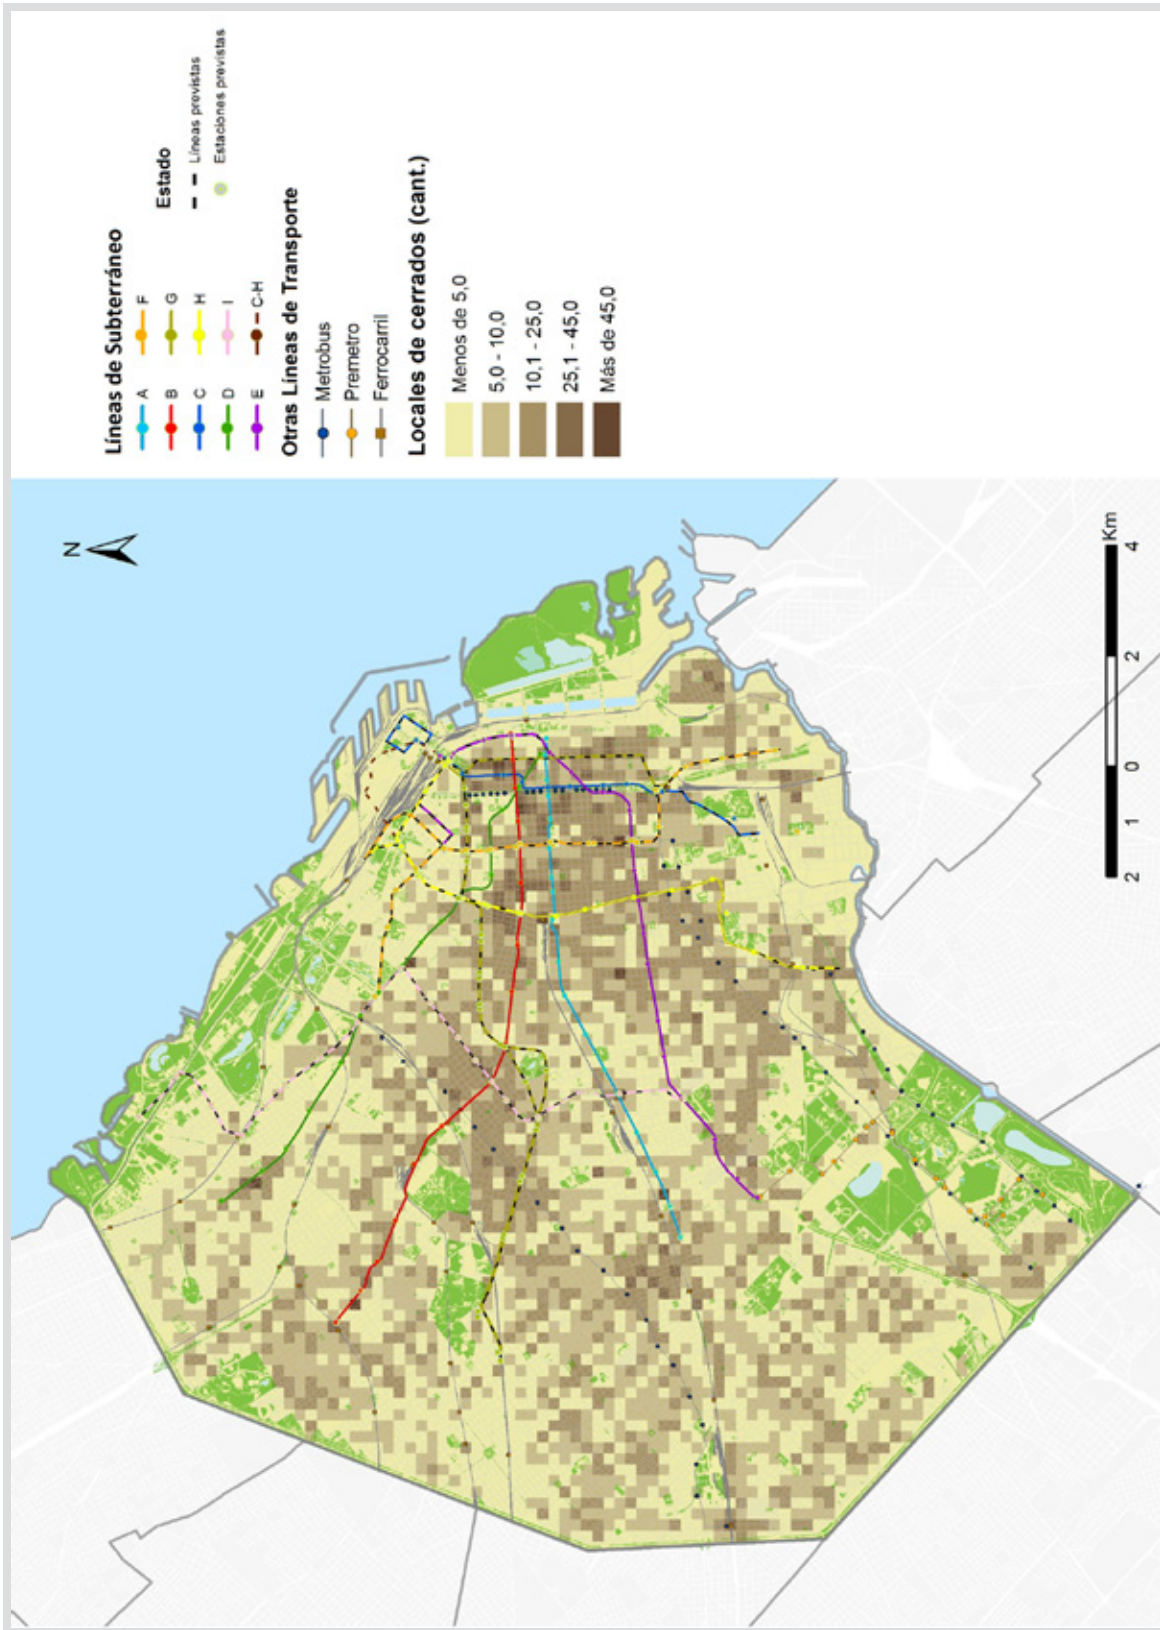 Líneas de Subterráneo
A
B
C
D
E
F
G
H
I
C-H
Estado
Líneas previstas
Estaciones previstas
Otras Líneas de Transporte
Metrobus
Premetro
Ferrocarril
Locales de cerrados (cant.)
Menos de 5,0
5,0 - 10,0
10,1 - 25,0
25,1 - 45,0
Más de 45,0
N
Km
2 1 0 2 4